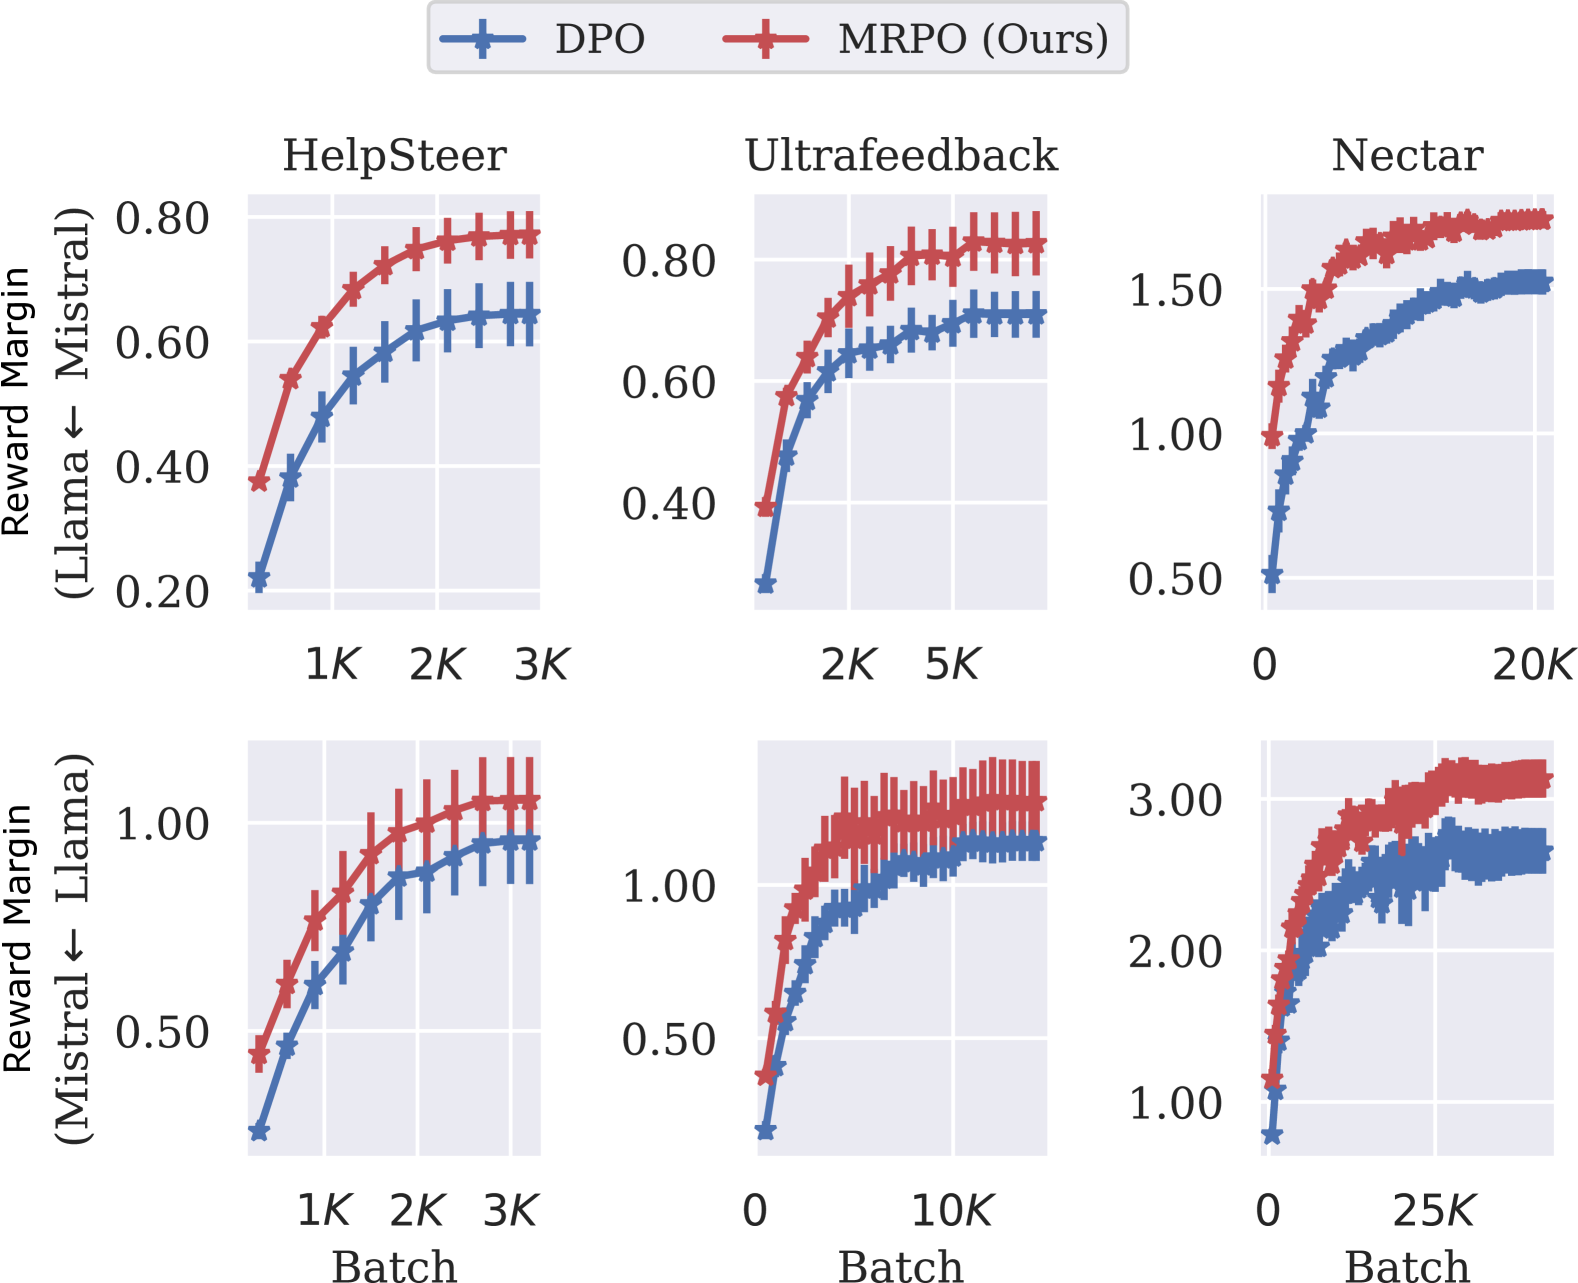 DPO
MRPO (Ours)
HelpSteer
Ultrafeedback
Nectar
Reward Margin
(Llama ← Mistral)
0.80
0.60
0.40
0.20
1K
2K
3K
0.80
0.60
0.40
2K
5K
1.50
1.00
0.50
0
20K
Reward Margin
(Mistral ← Llama)
1.00
0.50
1K
2K
3K
Batch
1.00
0.50
0
10K
Batch
3.00
2.00
1.00
0
25K
Batch